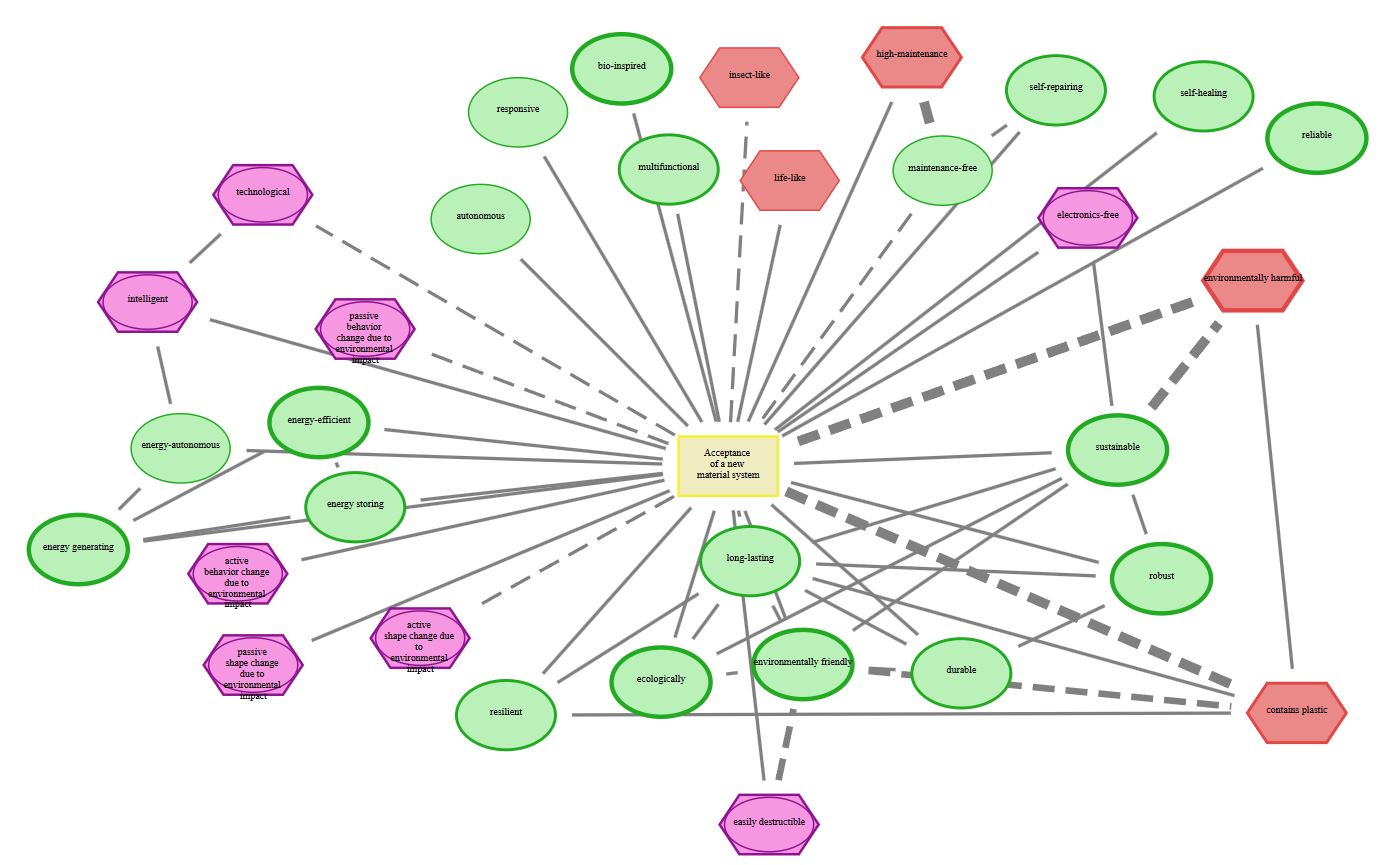 high-maintenance
bio-inspired
insect-like
self-repairing
self-healing
responsive
reliable
multifunctional
maintenance-free
life-like
technological
autonomous
electronics-free
environmentally harmful
intelligent
passive
behavior
change due to
environmental
impact
energy-efficient
energy-autonomous
Acceptance
of a new
material system
sustainable
energy storing
energy generating
long-lasting
active
behavior change
due to
environmental
impact
robust
active
shape change due
to
environmental
impact
passive
shape change
due to
environmental
impact
environmentally friendly
durable
ecologically
resilient
contains plastic
easily destructible